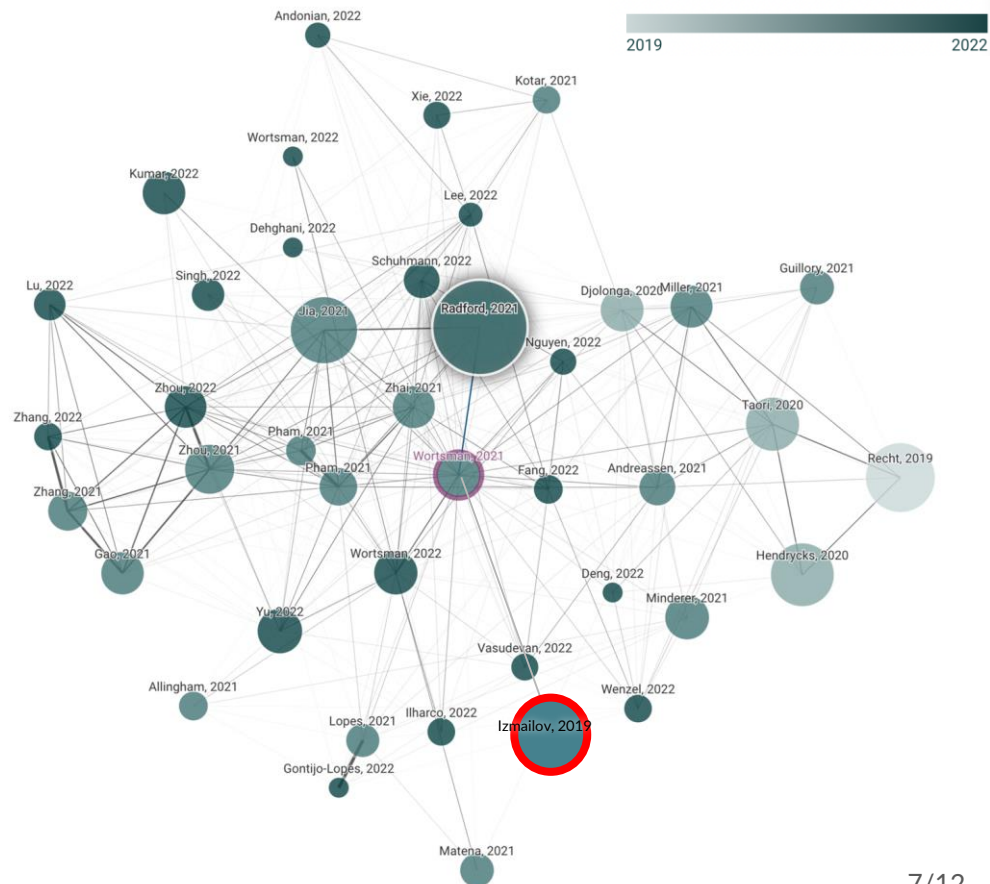 Andonian, 2022
2019
2022
Kotar, 2021
Xie, 2022
Wortsman, 2022
Kumar, 2022
Lee, 2022
Dehghani, 2022
Schuhmann, 2022
Singh, 2022
Guillory, 2021
Lu, 2022
Djolonga, 2020
Miller, 2021
Jia, 2021
Radford, 2021
Nguyen, 2022
Zhou, 2022
Zhai, 2021
Taori, 2020
Zhang, 2022
Pham, 2021
Zhou, 2021
Wortsman, 2021
Recht, 2019
Pham, 2021
Fang, 2022
Andreassen, 2021
Zhang, 2021
Gao, 2021
Wortsman, 2022
Hendrycks, 2020
Deng, 2022
Minderer, 2021
Yu, 2022
Vasudevan, 2022
Allingham, 2021
Wenzel, 2022
Ilharco, 2022
Lopes, 2021
Izmailov, 2019
Gontijo-Lopes, 2022
Matena, 2021
7/12